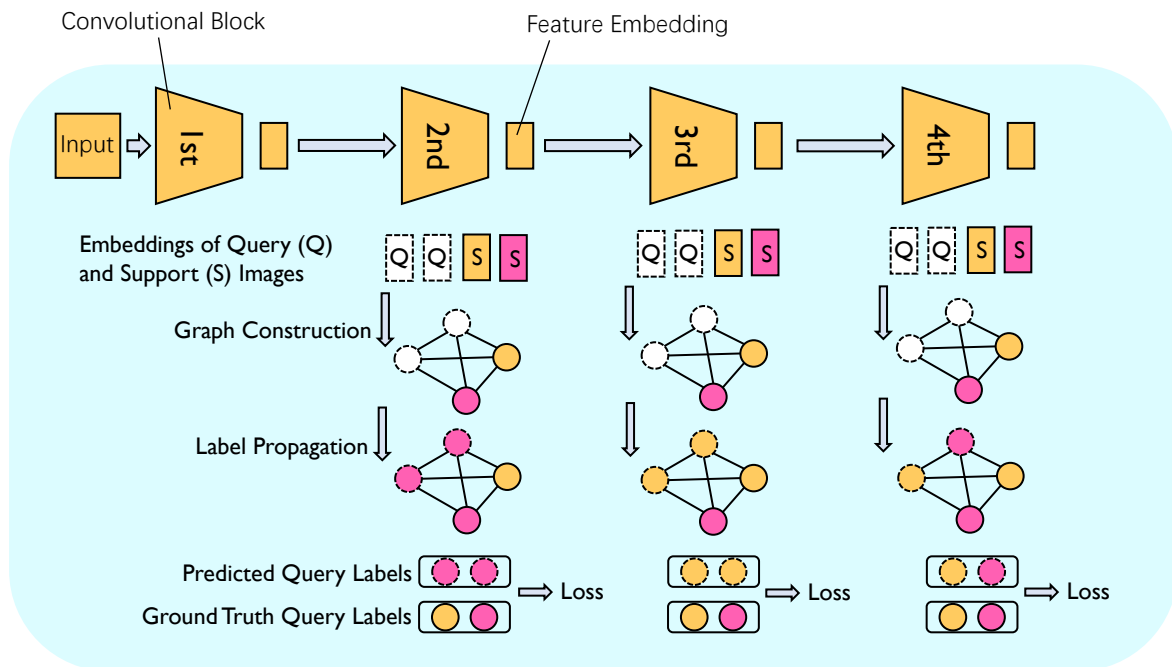 Convolutional Block
Feature Embedding
Input
1st
2nd
3rd
4th
Embeddings of Query (Q)
and Support (S) Images
Q Q S S
Q Q S S
Q Q S S
Graph Construction
Label Propagation
Predicted Query Labels
Ground Truth Query Labels
Loss
Loss
Loss